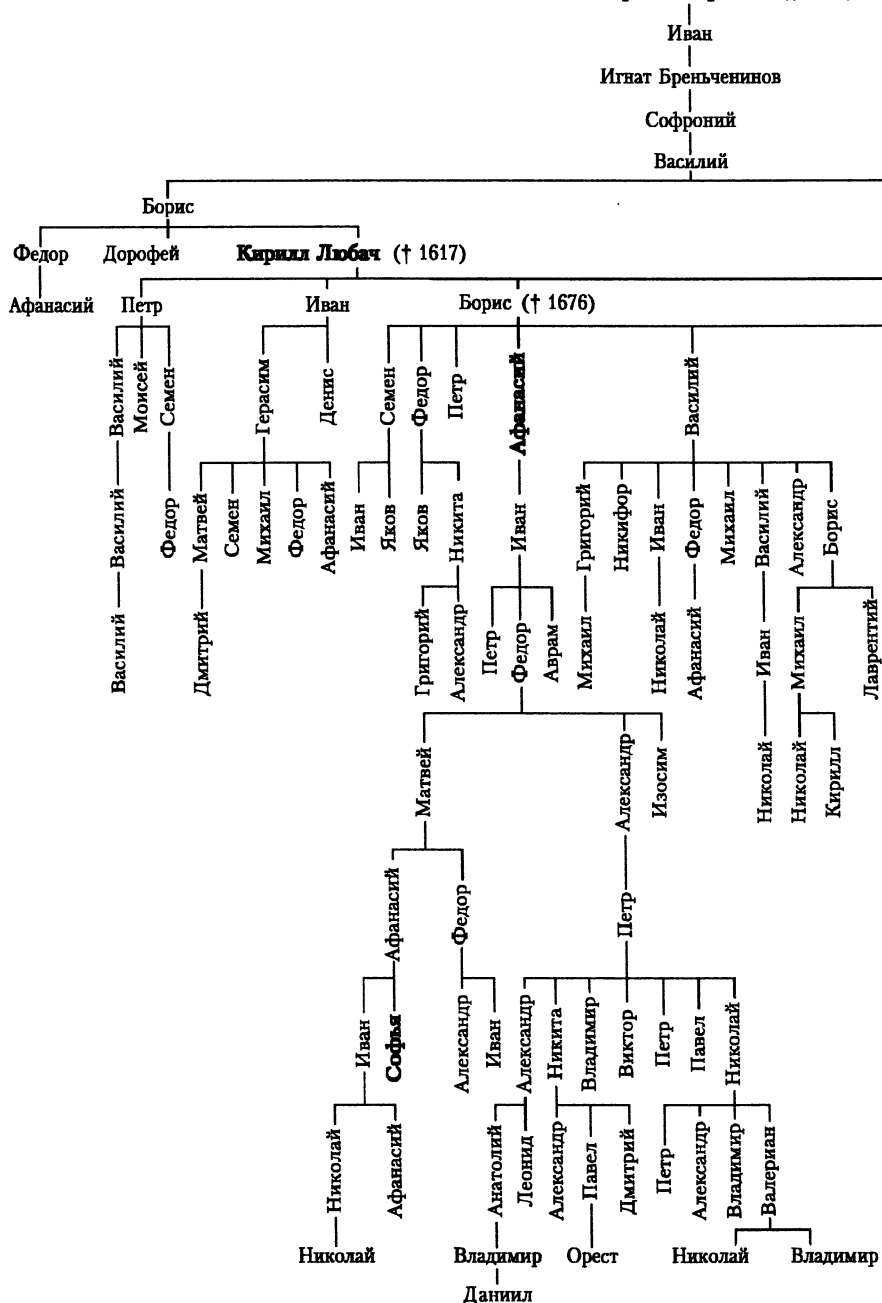 Иван
Игнат Бреньченинов
Софроний
Василий
Борис
Федор Дорофей Кирилл Любач († 1617)
Афанасий Петр Иван Борис († 1676)
Василий Моисей Семен Герасим Денис Семен Федор Петр Афанасий Василий
Василий Федор Матвей Семен Михаил Федор Афанасий Иван Яков Яков Никита Иван Григорий Никифор Иван Федор Михаил Василий Александр Борис
Василий Дмитрий Григорий Александр Петр Федор Аврам Михаил Николай Афанасий Иван Михаил Лаврентий
Матвей Александр Изосим Николай Николай Кирилл
Афанасий Федор Петр
Иван Софья Александр Иван Александр Никита Владимир Виктор Петр Павел Николай
Николай Афанасий Анатолий Леонид Александр Павел Дмитрий Петр Александр Владимир Валериан
Николай Владимир Орест Николай Владимир
Даниил